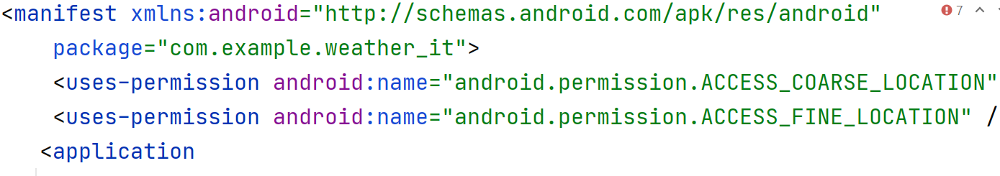 <manifest xmlns:android="http://schemas.android.com/apk/res/android" 7
package="com.example.weather_it">
<uses-permission android:name="android.permission.ACCESS_COARSE_LOCATION"
<uses-permission android:name="android.permission.ACCESS_FINE_LOCATION" /
<application